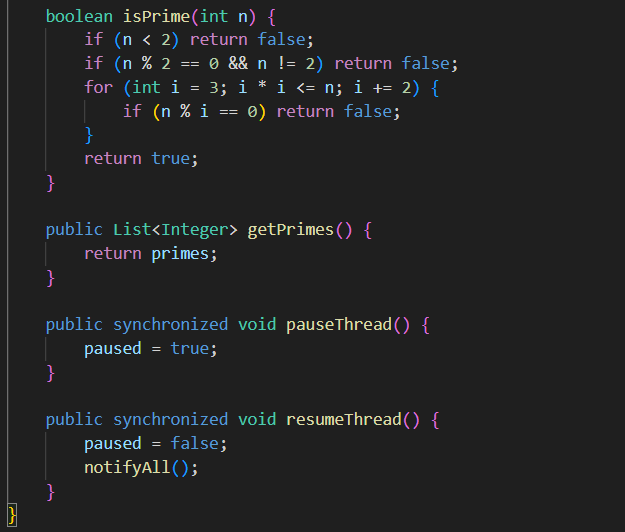 boolean isPrime(int n) {
if (n < 2) return false;
if (n % 2 == 0 && n != 2) return false;
for (int i = 3; i * i <= n; i += 2) {
if (n % i == 0) return false;
}
return true;
}
public List<Integer> getPrimes() {
return primes;
}
public synchronized void pauseThread() {
paused = true;
}
public synchronized void resumeThread() {
paused = false;
notifyAll();
}
}